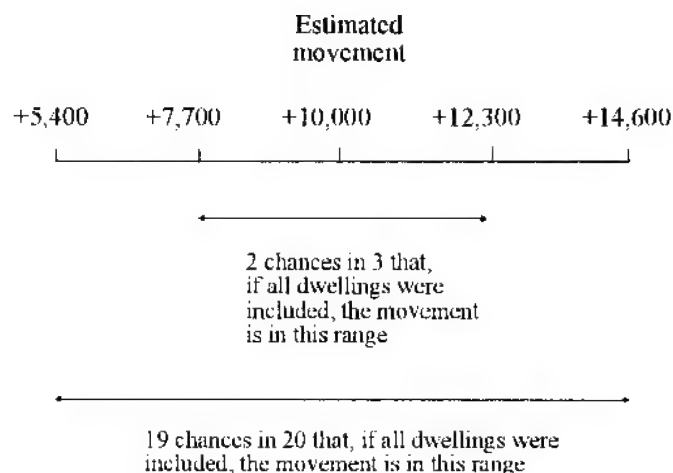 Estimated
movement
+5,400 +7,700 +10,000 +12,300 +14,600
2 chances in 3 that,
if all dwellings were
included, the movement
is in this range
19 chances in 20 that, if all dwellings were
included, the movement is in this range